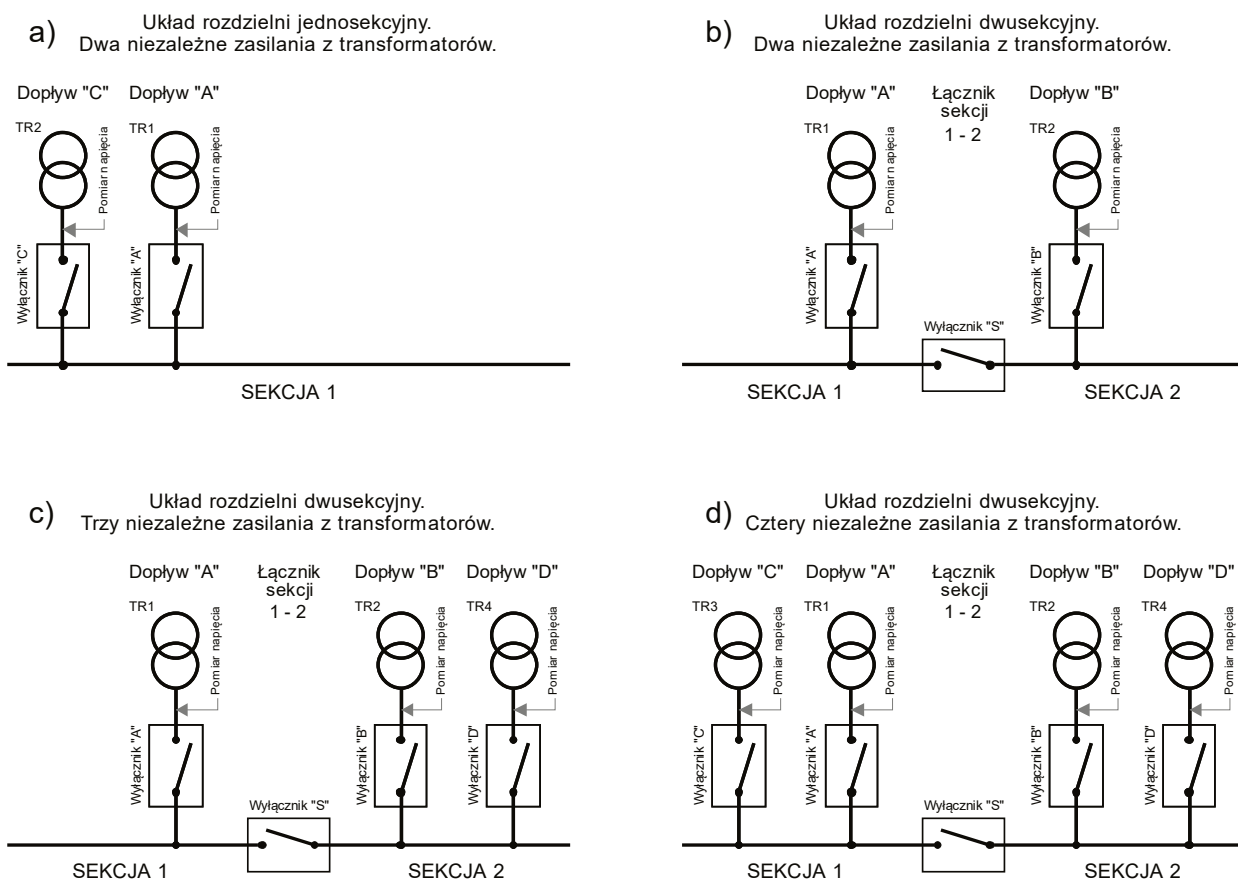 a)
Układ rozdzielni jednosekcyjny.
Dwa niezależne zasilania z transformatorów.
Dopływ "C"
Dopływ "A"
TR2
TR1
Pomiar napięcia
Pomiar napięcia
Wyłącznik "C"
Wyłącznik "A"
SEKCJA 1
b)
Układ rozdzielni dwusekcyjny.
Dwa niezależne zasilania z transformatorów.
Dopływ "A"
Łącznik
sekcji
1 - 2
Dopływ "B"
TR1
TR2
Pomiar napięcia
Pomiar napięcia
Wyłącznik "A"
Wyłącznik "S"
Wyłącznik "B"
SEKCJA 1
SEKCJA 2
c)
Układ rozdzielni dwusekcyjny.
Trzy niezależne zasilania z transformatorów.
Dopływ "A"
Łącznik
sekcji
1 - 2
Dopływ "B"
Dopływ "D"
TR1
TR2
TR4
Pomiar napięcia
Pomiar napięcia
Pomiar napięcia
Wyłącznik "A"
Wyłącznik "S"
Wyłącznik "B"
Wyłącznik "D"
SEKCJA 1
SEKCJA 2
d)
Układ rozdzielni dwusekcyjny.
Cztery niezależne zasilania z transformatorów.
Dopływ "C"
Dopływ "A"
Łącznik
sekcji
1 - 2
Dopływ "B"
Dopływ "D"
TR3
TR1
TR2
TR4
Pomiar napięcia
Pomiar napięcia
Pomiar napięcia
Pomiar napięcia
Wyłącznik "C"
Wyłącznik "A"
Wyłącznik "S"
Wyłącznik "B"
Wyłącznik "D"
SEKCJA 1
SEKCJA 2